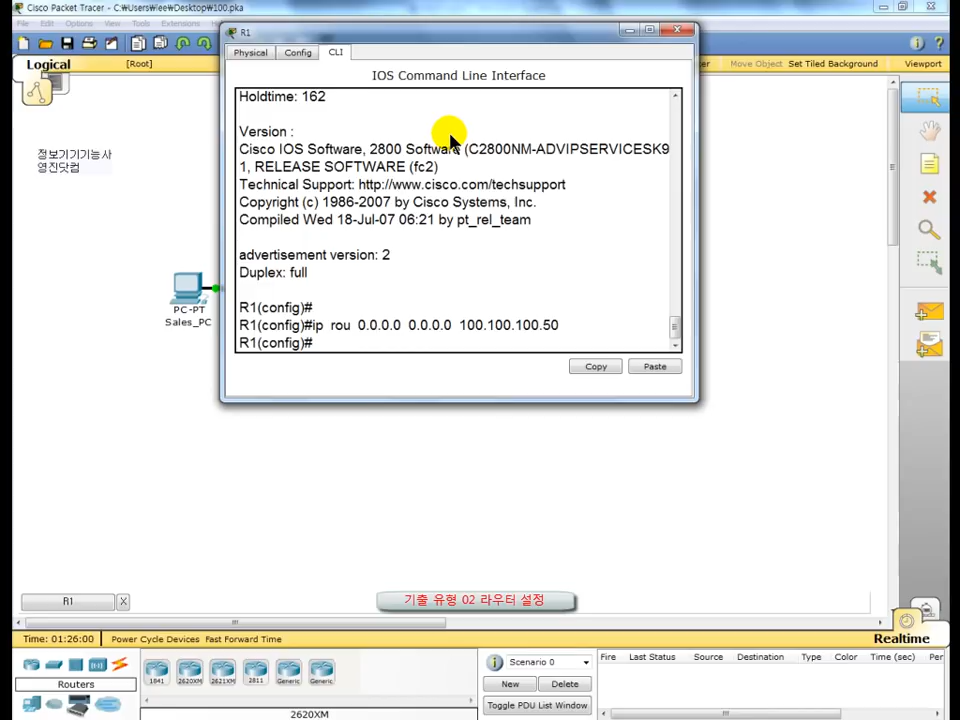 Cisco Packet Tracer - C:₩Users₩lee₩Desktop₩100.pka
File Edit Options View Tools Extensions
R1
Physical Config CLI
Logical [Root] Move Object Set Tiled Background Viewport
IOS Command Line Interface
Holdtime: 162
Version :
Cisco IOS Software, 2800 Software (C2800NM-ADVIPSERVICESK9
1, RELEASE SOFTWARE (fc2)
Technical Support: http://www.cisco.com/techsupport
Copyright (c) 1986-2007 by Cisco Systems, Inc.
Compiled Wed 18-Jul-07 06:21 by pt_rel_team
advertisement version: 2
Duplex: full
R1(config)#
R1(config)#ip rou 0.0.0.0 0.0.0.0 100.100.100.50
R1(config)#
Copy Paste
정보기기기능사
영진닷컴
PC-PT
Sales_PC
R1 X
기출 유형 02 라우터 설정
Time: 01:26:00 Power Cycle Devices Fast Forward Time
Realtime
Routers
1841 2620XM 2621XM 2811 Generic Generic
2620XM
Scenario 0
New Delete
Toggle PDU List Window
Fire Last Status Source Destination Type Color Time (sec) Per